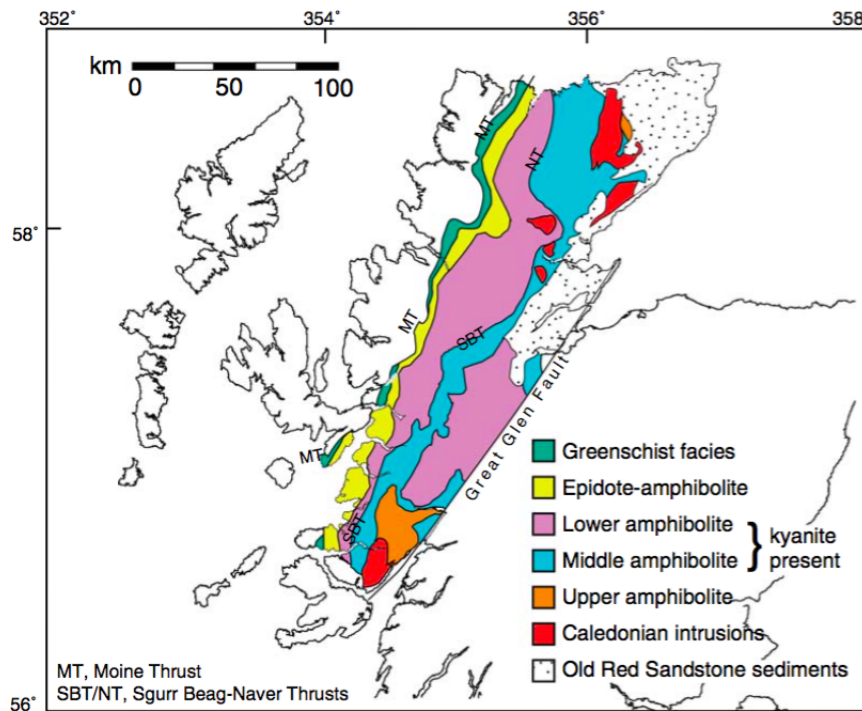 352° 354° 356° 358
km
0 50 100
MT
NT
58°
MT
SBT
MT
SBT
Great Glen Fault
Greenschist facies
Epidote-amphibolite
Lower amphibolite
} kyanite
present
Middle amphibolite
Upper amphibolite
Caledonian intrusions
Old Red Sandstone sediments
MT, Moine Thrust
SBT/NT, Sgurr Beag-Naver Thrusts
56°